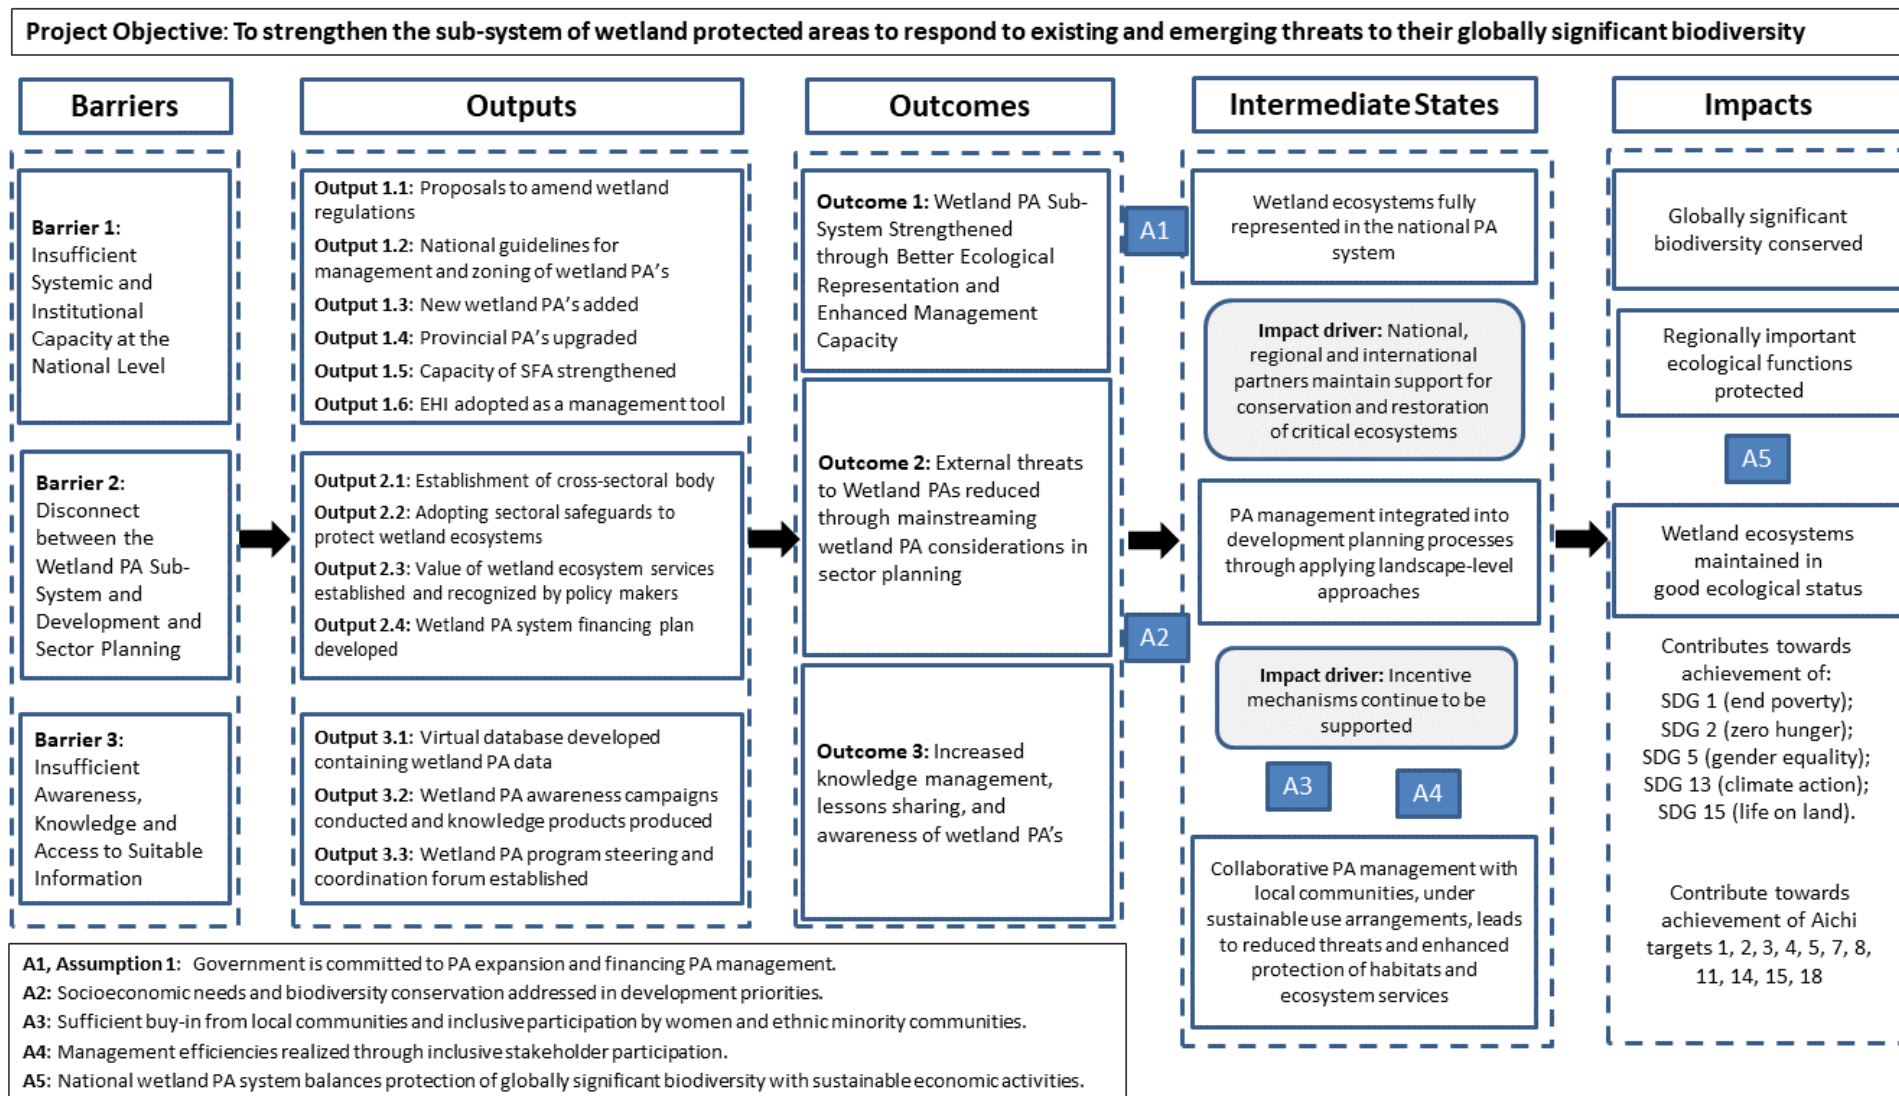 Project Objective: To strengthen the sub-system of wetland protected areas to respond to existing and emerging threats to their globally significant biodiversity
Barriers
Barrier 1:
Insufficient
Systemic and
Institutional
Capacity at the
National Level
Barrier 2:
Disconnect
between the
Wetland PA Sub-
System and
Development and
Sector Planning
Barrier 3:
Insufficient
Awareness,
Knowledge and
Access to Suitable
Information
Outputs
Output 1.1: Proposals to amend wetland
regulations
Output 1.2: National guidelines for
management and zoning of wetland PA's
Output 1.3: New wetland PA's added
Output 1.4: Provincial PA's upgraded
Output 1.5: Capacity of SFA strengthened
Output 1.6: EHI adopted as a management tool
Output 2.1: Establishment of cross-sectoral body
Output 2.2: Adopting sectoral safeguards to
protect wetland ecosystems
Output 2.3: Value of wetland ecosystem services
established and recognized by policy makers
Output 2.4: Wetland PA system financing plan
developed
Output 3.1: Virtual database developed
containing wetland PA data
Output 3.2: Wetland PA awareness campaigns
conducted and knowledge products produced
Output 3.3: Wetland PA program steering and
coordination forum established
Outcomes
Outcome 1: Wetland PA Sub-
System Strengthened
through Better Ecological
Representation and
Enhanced Management
Capacity
Outcome 2: External threats
to Wetland PAs reduced
through mainstreaming
wetland PA considerations in
sector planning
Outcome 3: Increased
knowledge management,
lessons sharing, and
awareness of wetland PA's
A1
A2
Intermediate States
Wetland ecosystems fully
represented in the national PA
system
Impact driver: National,
regional and international
partners maintain support for
conservation and restoration
of critical ecosystems
PA management integrated into
development planning processes
through applying landscape-level
approaches
Impact driver: Incentive
mechanisms continue to be
supported
A3
A4
Collaborative PA management with
local communities, under
sustainable use arrangements, leads
to reduced threats and enhanced
protection of habitats and
ecosystem services
Impacts
Globally significant
biodiversity conserved
Regionally important
ecological functions
protected
A5
Wetland ecosystems
maintained in
good ecological status
Contributes towards
achievement of:
SDG 1 (end poverty);
SDG 2 (zero hunger);
SDG 5 (gender equality);
SDG 13 (climate action);
SDG 15 (life on land).
Contribute towards
achievement of Aichi
targets 1, 2, 3, 4, 5, 7, 8,
11, 14, 15, 18
A1, Assumption 1: Government is committed to PA expansion and financing PA management.
A2: Socioeconomic needs and biodiversity conservation addressed in development priorities.
A3: Sufficient buy-in from local communities and inclusive participation by women and ethnic minority communities.
A4: Management efficiencies realized through inclusive stakeholder participation.
A5: National wetland PA system balances protection of globally significant biodiversity with sustainable economic activities.